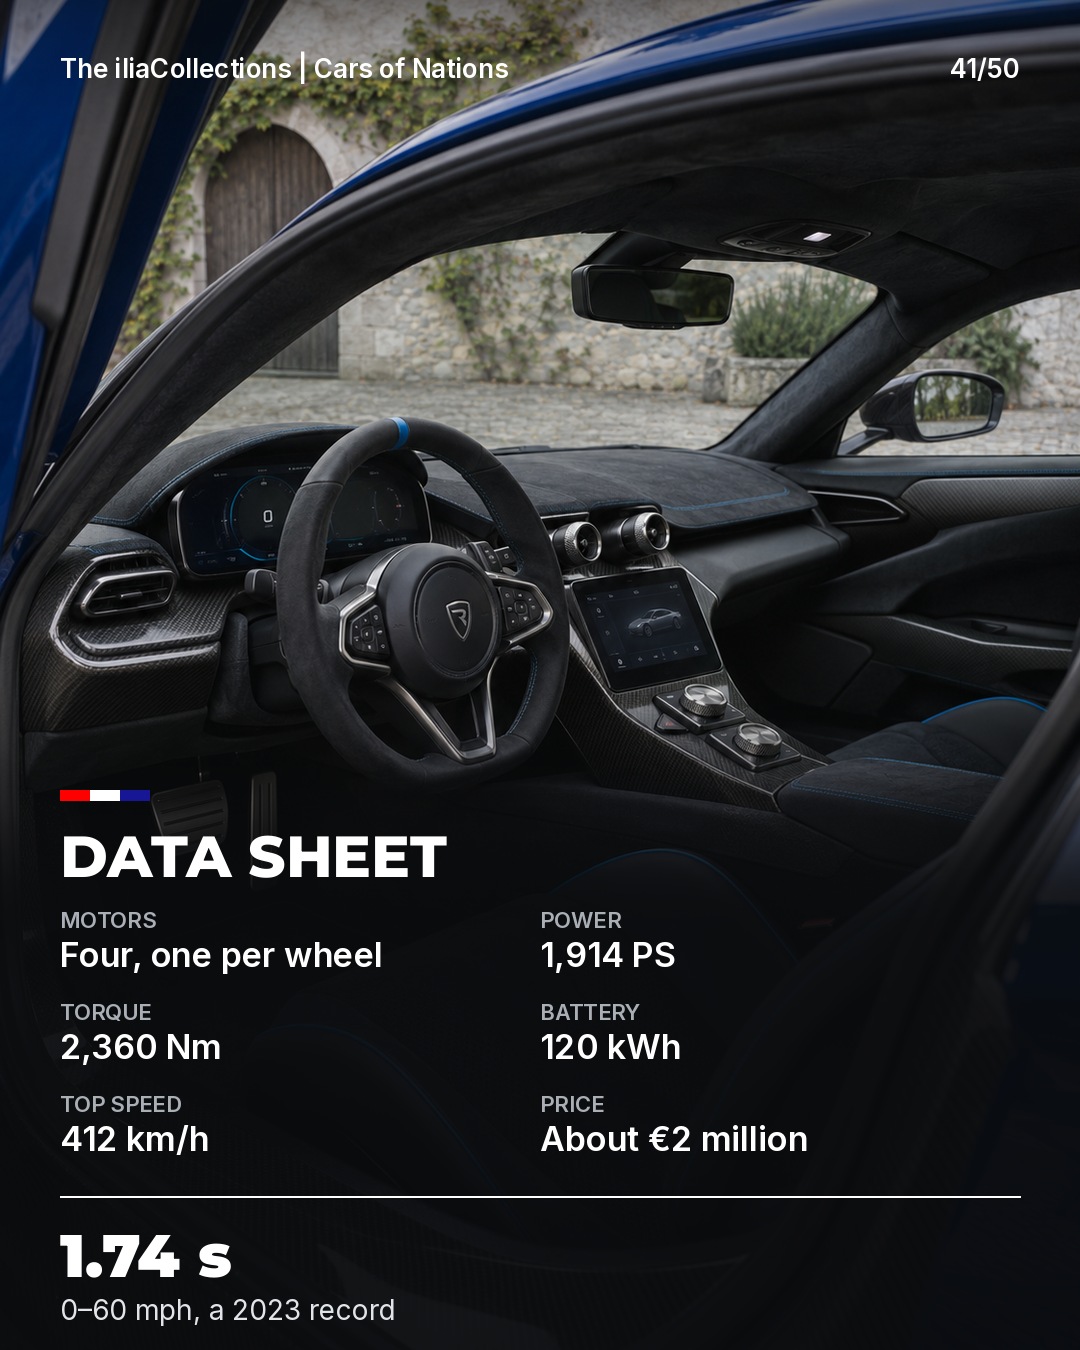 The iliaCollections | Cars of Nations
41/50
0
DATA SHEET
MOTORS
Four, one per wheel
POWER
1,914 PS
TORQUE
2,360 Nm
BATTERY
120 kWh
TOP SPEED
412 km/h
PRICE
About €2 million
1.74 s
0–60 mph, a 2023 record